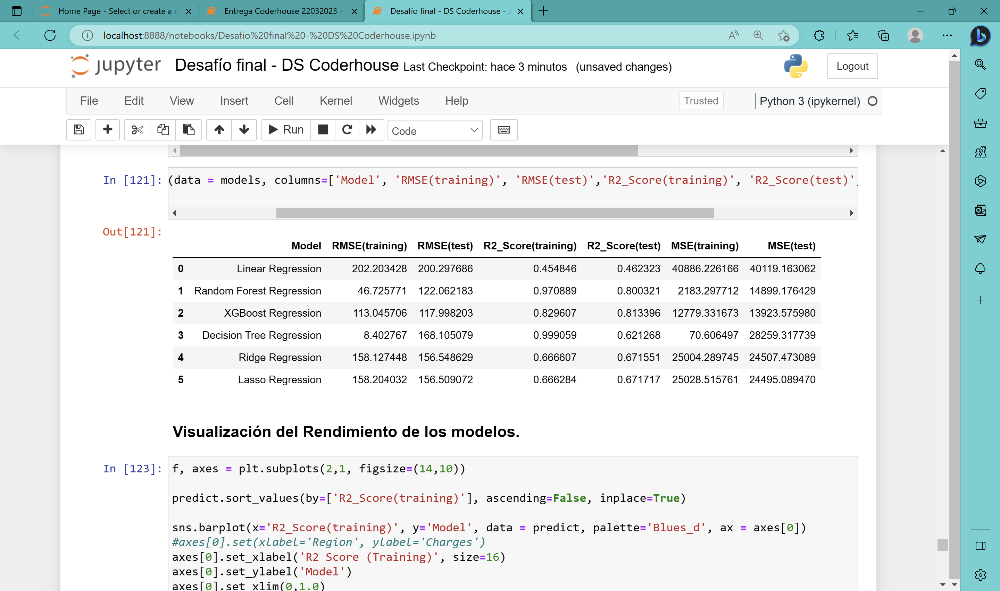 Home Page - Select or create a n
Entrega Coderhouse 22032023 -
Desafío final - DS Coderhouse - J
localhost:8888/notebooks/Desafío%20final%20-%20DS%20Coderhouse.ipynb
jupyter Desafío final - DS Coderhouse Last Checkpoint: hace 3 minutos (unsaved changes)
Logout
File Edit View Insert Cell Kernel Widgets Help Trusted Python 3 (ipykernel)
Run Code
In [121]: (data = models, columns=['Model', 'RMSE(training)', 'RMSE(test)','R2_Score(training)', 'R2_Score(test)'
Out[121]:
Model RMSE(training) RMSE(test) R2_Score(training) R2_Score(test) MSE(training) MSE(test)
0 Linear Regression 202.203428 200.297686 0.454846 0.462323 40886.226166 40119.163062
1 Random Forest Regression 46.725771 122.062183 0.970889 0.800321 2183.297712 14899.176429
2 XGBoost Regression 113.045706 117.998203 0.829607 0.813396 12779.331673 13923.575980
3 Decision Tree Regression 8.402767 168.105079 0.999059 0.621268 70.606497 28259.317739
4 Ridge Regression 158.127448 156.548629 0.666607 0.671551 25004.289745 24507.473089
5 Lasso Regression 158.204032 156.509072 0.666284 0.671717 25028.515761 24495.089470
Visualización del Rendimiento de los modelos.
In [123]: f, axes = plt.subplots(2,1, figsize=(14,10))
predict.sort_values(by=['R2_Score(training)'], ascending=False, inplace=True)
sns.barplot(x='R2_Score(training)', y='Model', data = predict, palette='Blues_d', ax = axes[0])
#axes[0].set(xlabel='Region', ylabel='Charges')
axes[0].set_xlabel('R2 Score (Training)', size=16)
axes[0].set_ylabel('Model')
axes[0].set_xlim(0,1.0)